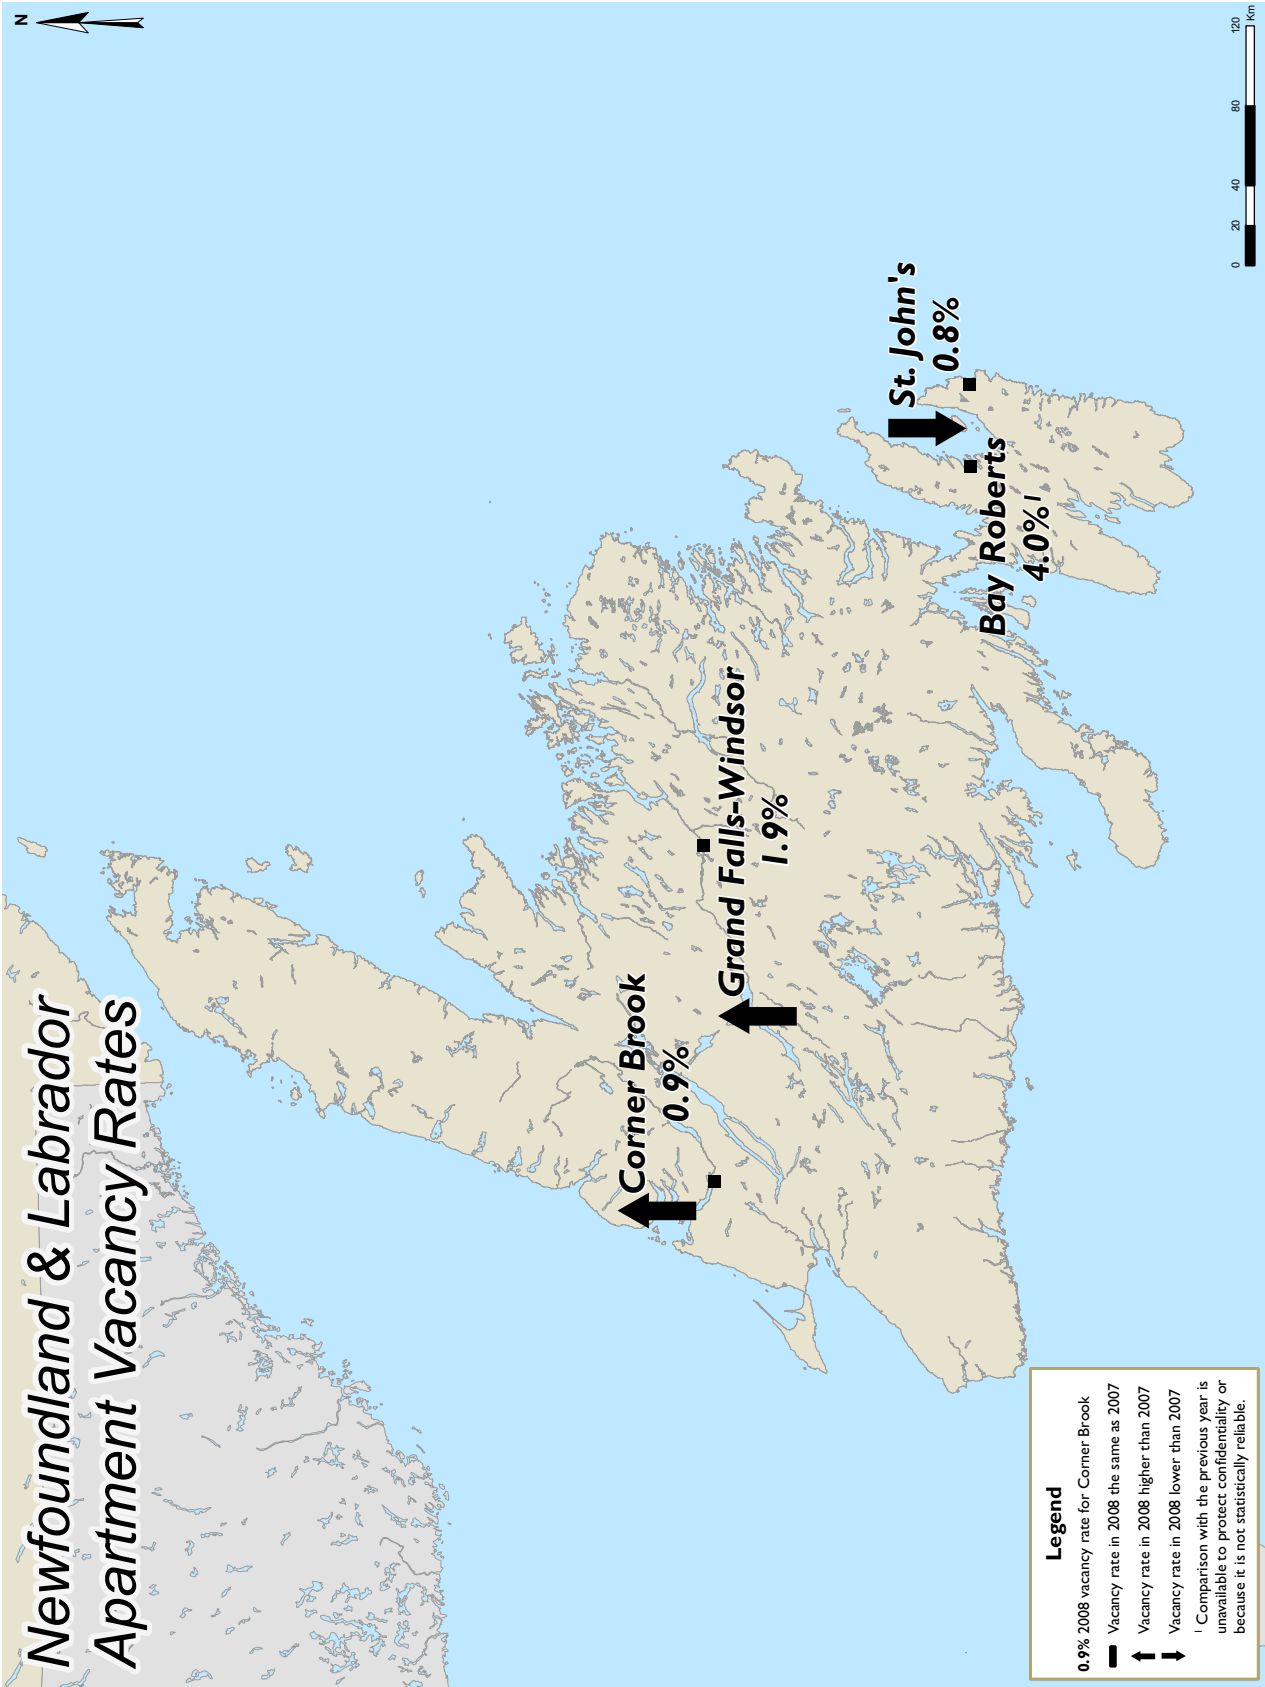 Newfoundland & Labrador
Apartment Vacancy Rates
N
Corner Brook
0.9%
Grand Falls-Windsor
1.9%
St. John's
0.8%
Bay Roberts
4.0%¹
Legend
0.9% 2008 vacancy rate for Corner Brook
Vacancy rate in 2008 the same as 2007
Vacancy rate in 2008 higher than 2007
Vacancy rate in 2008 lower than 2007
¹ Comparison with the previous year is
unavailable to protect confidentiality or
because it is not statistically reliable.
0 20 40 80 120
Km